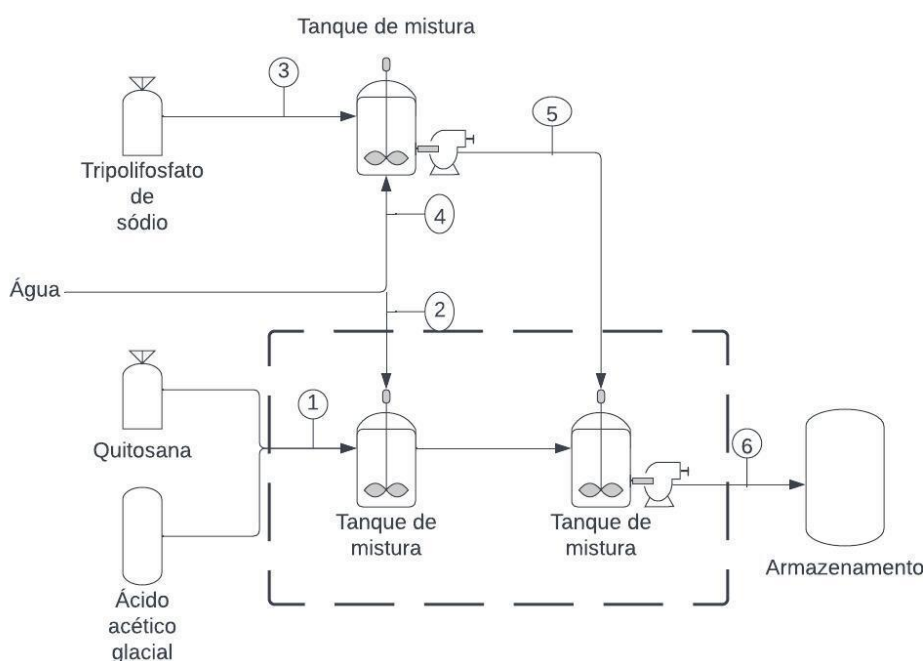 Tanque de mistura
3
5
Tripolifosfato
de
sódio
4
Água
2
1
Quitosana
6
Tanque de
mistura
Tanque de
mistura
Armazenamento
Ácido
acético
glacial